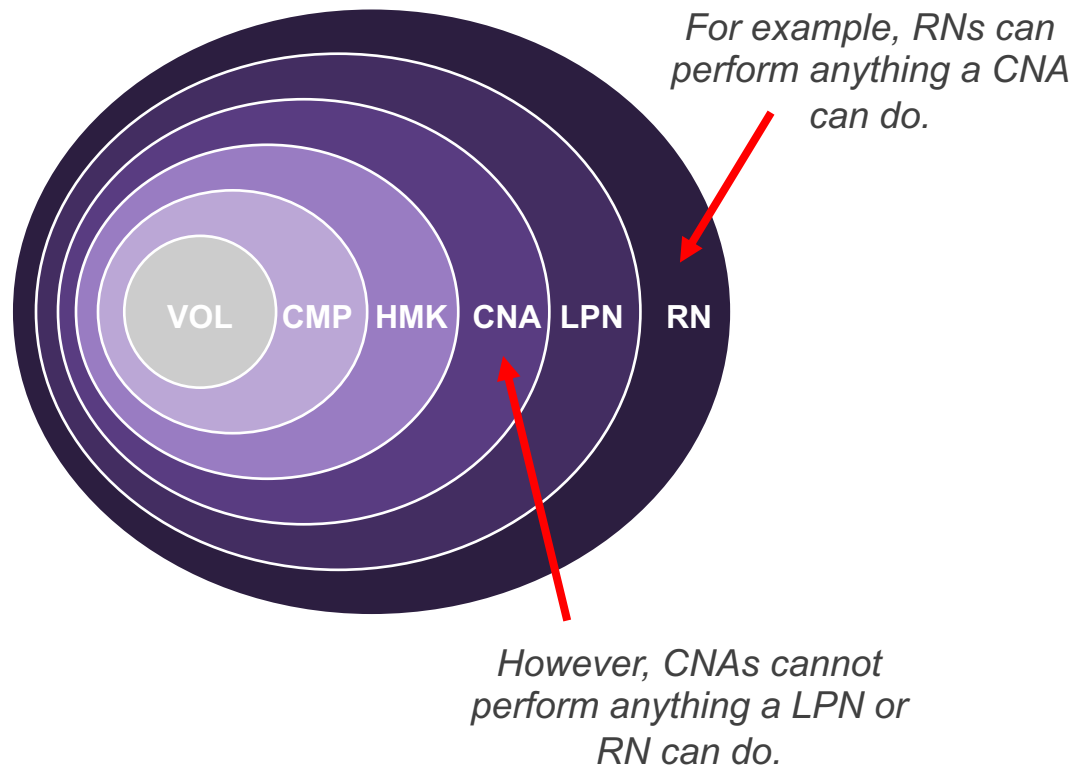 For example, RNs can
perform anything a CNA
can do.
VOL CMP HMK CNA LPN RN
However, CNAs cannot
perform anything a LPN or
RN can do.